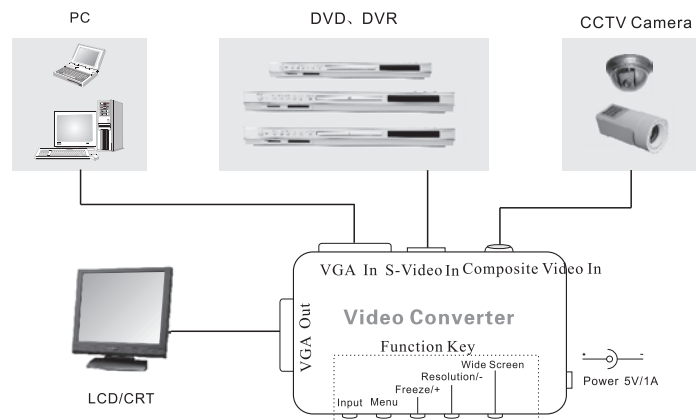 PC
DVD、DVR
CCTV Camera
VGA In
S-Video In
Composite Video In
VGA Out
Video Converter
Function Key
Wide Screen
Resolution/-
Freeze/+
Input
Menu
+
-
Power 5V/1A
LCD/CRT